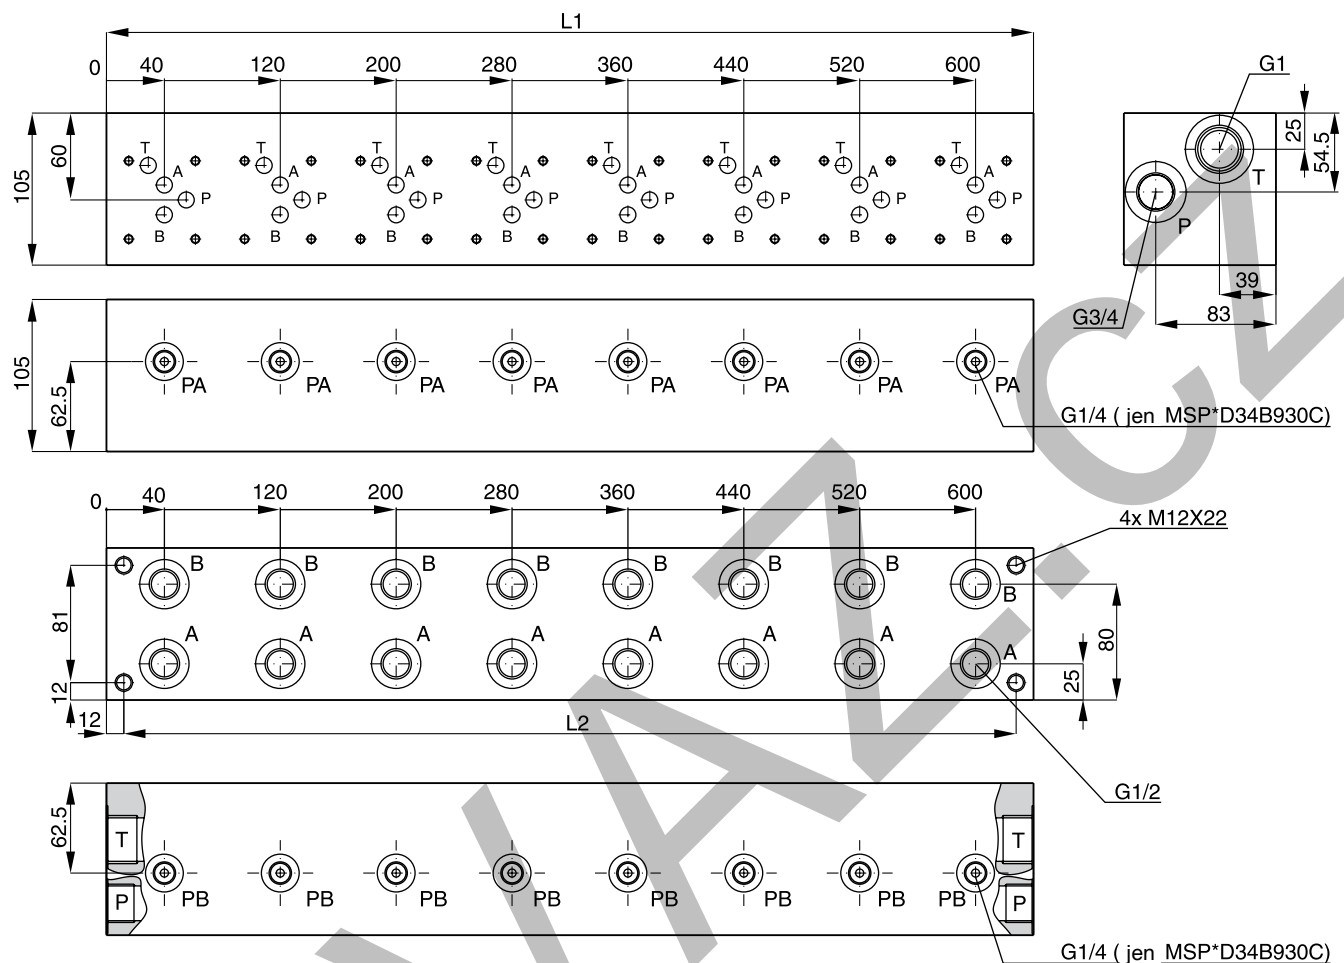 L1
0 40 120 200 280 360 440 520 600
G1
105
60
25
54.5
T T T T T T T T
A A A A A A A A
P P P P P P P P
B B B B B B B B
T
P
39
83
G3/4
105
62.5
PA PA PA PA PA PA PA PA
G1/4 ( jen MSP*D34B930C)
0 40 120 200 280 360 440 520 600
4x M12X22
B B B B B B B
B
81
80
A A A A A A A A
12
25
12
L2
G1/2
62.5
T T
P P
PB PB PB PB PB PB PB PB
G1/4 ( jen MSP*D34B930C)
VAZ.CZ